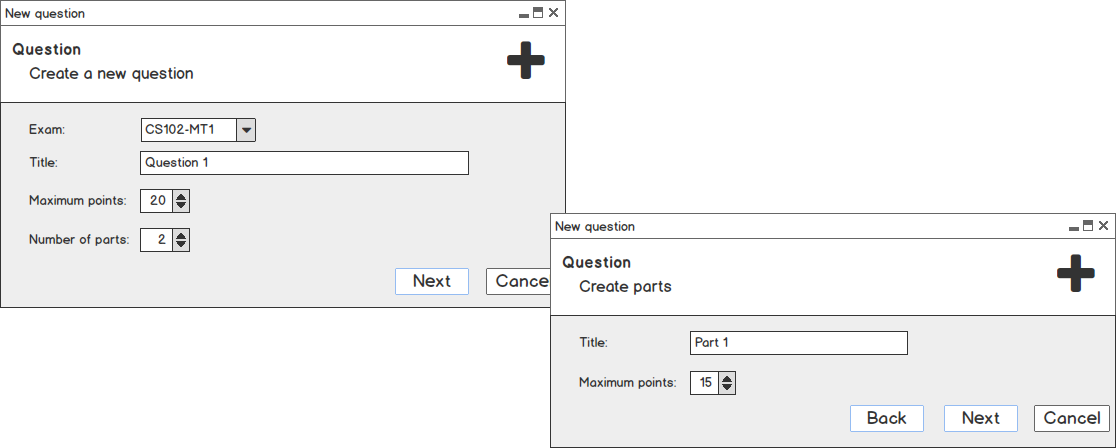 New question
Question
Create a new question
Exam: CS102-MT1
Title: Question 1
Maximum points: 20
Number of parts: 2
Next Cance
New question
Question
Create parts
Title: Part 1
Maximum points: 15
Back Next Cancel